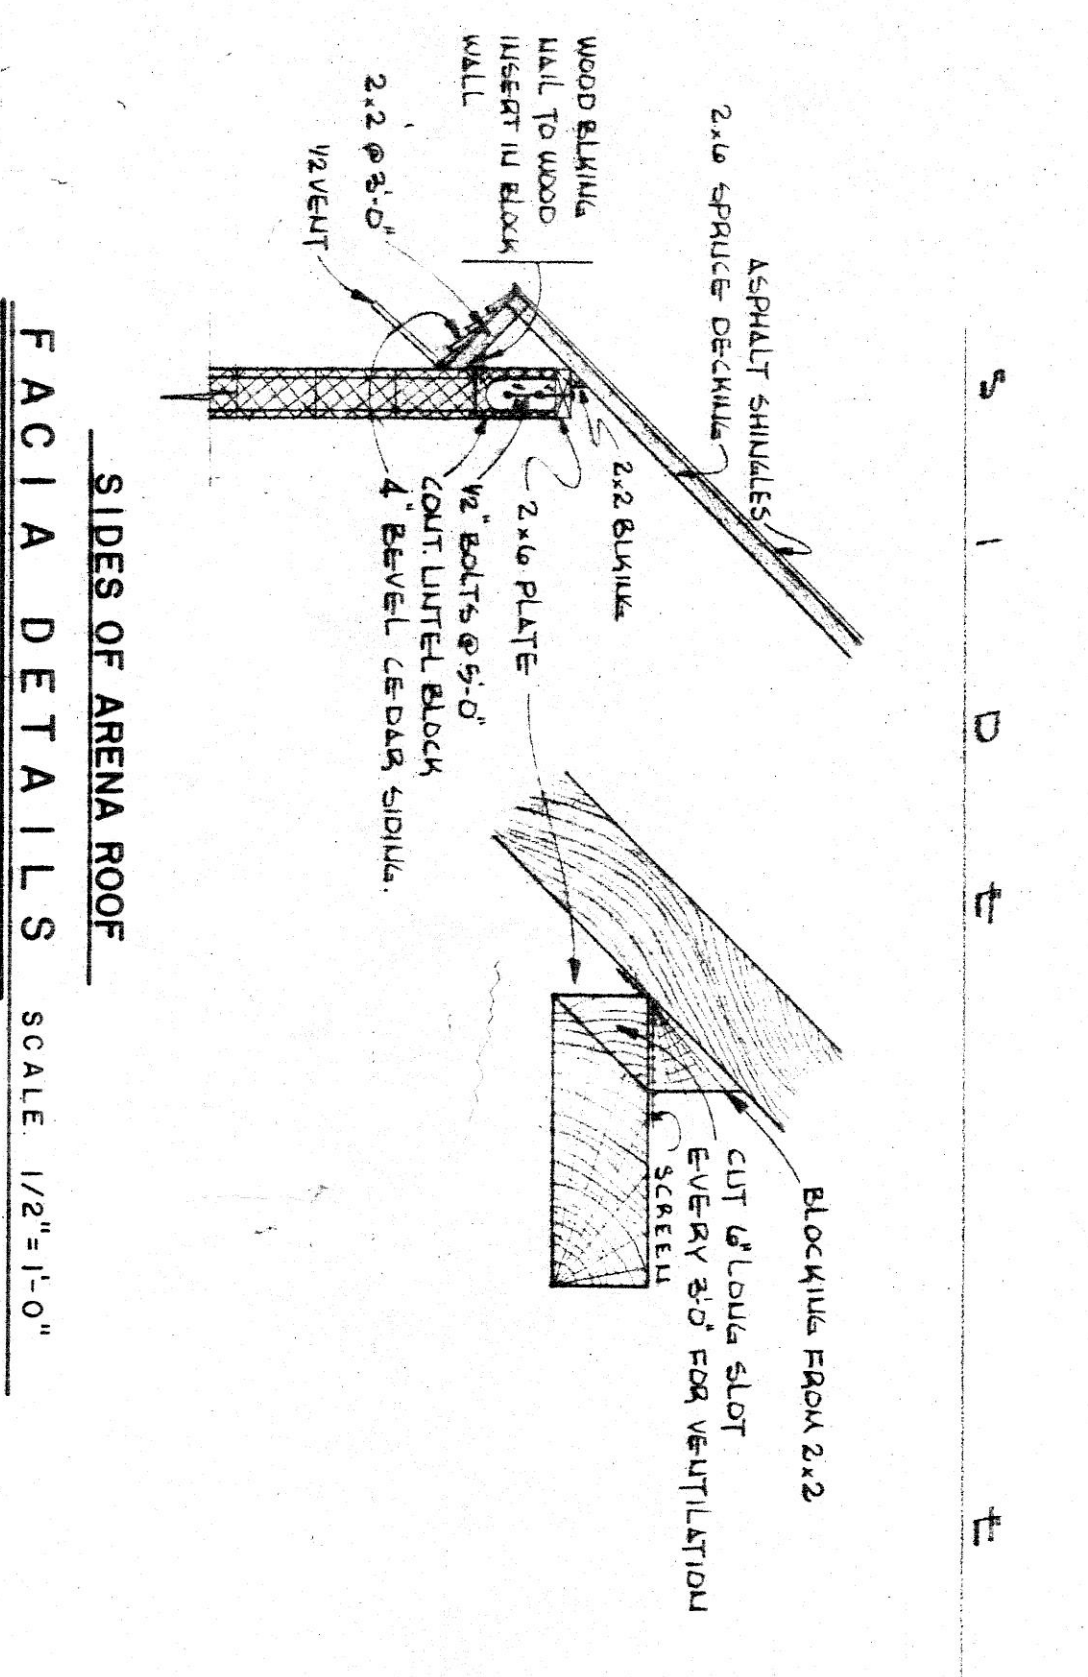 S I D E E
ASPHALT SHINGLES
2x6 SPRUCE DECKING
WOOD BLKING
NAIL TO WOOD
INSERT IN BLOCK
WALL
2x2 @ 3'-0"
1/2 VENT
2x2 BLKING
2x6 PLATE
1/2" BOLTS @ 5'-0"
CONT. LINTEL BLOCK
4" BEVEL CEDAR SIDING.
BLOCKING FROM 2x2
CUT 6" LONG SLOT
EVERY 3'-0" FOR VENTILATION
SCREEN
SIDES OF ARENA ROOF
FACIA DETAILS SCALE 1/2"=1'-0"